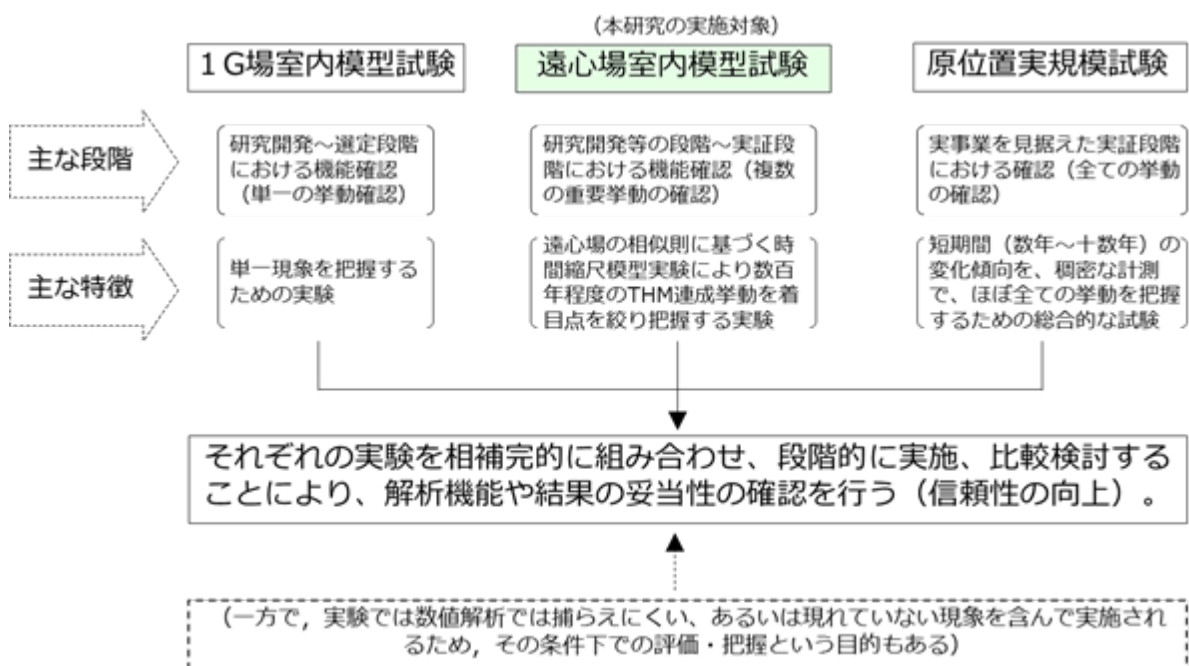 (本研究の実施対象)
１G場室内模型試験
遠心場室内模型試験
原位置実規模試験
主な段階
研究開発～選定段階
における機能確認
（単一の挙動確認）
研究開発等の段階～実証段
階における機能確認（複数
の重要挙動の確認）
実事業を見据えた実証段階
における確認（全ての挙動
の確認）
主な特徴
単一現象を把握する
ための実験
遠心場の相似則に基づく時
間縮尺模型実験により数百
年程度のTHM連成挙動を着
目点を絞り把握する実験
短期間（数年～十数年）の
変化傾向を、稠密な計測
で、ほぼ全ての挙動を把握
するための総合的な試験
それぞれの実験を相補完的に組み合わせ、段階的に実施、比較検討する
ことにより、解析機能や結果の妥当性の確認を行う（信頼性の向上）。
（一方で，実験では数値解析では捕らえにくい、あるいは現れていない現象を含んで実施され
るため，その条件下での評価・把握という目的もある）